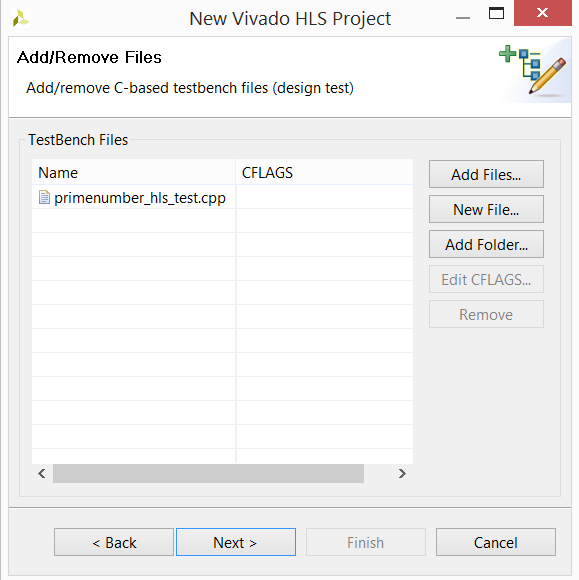 New Vivado HLS Project
Add/Remove Files
Add/remove C-based testbench files (design test)
TestBench Files
Name CFLAGS
primenumber_hls_test.cpp
Add Files...
New File...
Add Folder...
Edit CFLAGS...
Remove
< Back Next > Finish Cancel